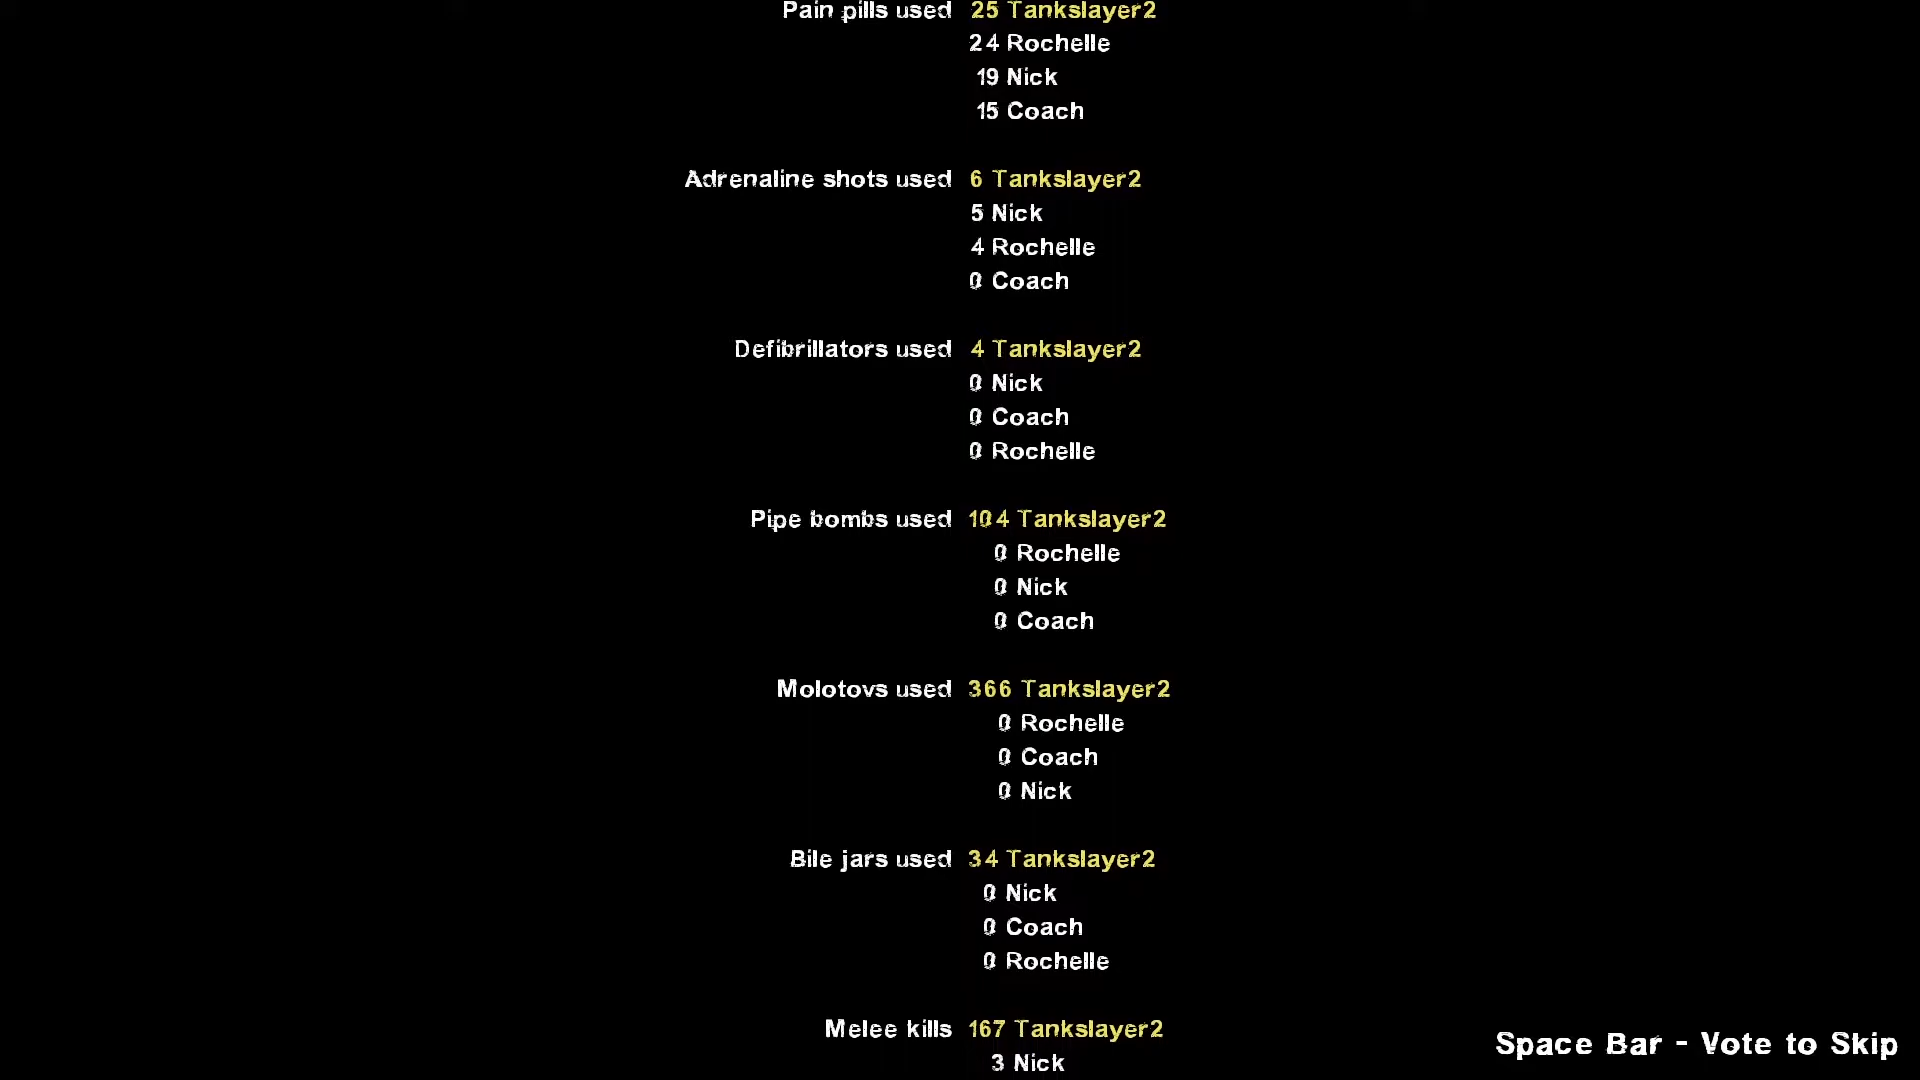 Pain pills used 25 Tankslayer2
24 Rochelle
19 Nick
15 Coach
Adrenaline shots used 6 Tankslayer2
5 Nick
4 Rochelle
0 Coach
Defibrillators used 4 Tankslayer2
0 Nick
0 Coach
0 Rochelle
Pipe bombs used 104 Tankslayer2
0 Rochelle
0 Nick
0 Coach
Molotovs used 366 Tankslayer2
0 Rochelle
0 Coach
0 Nick
Bile jars used 34 Tankslayer2
0 Nick
0 Coach
0 Rochelle
Melee kills 167 Tankslayer2
3 Nick
Space Bar - Vote to Skip